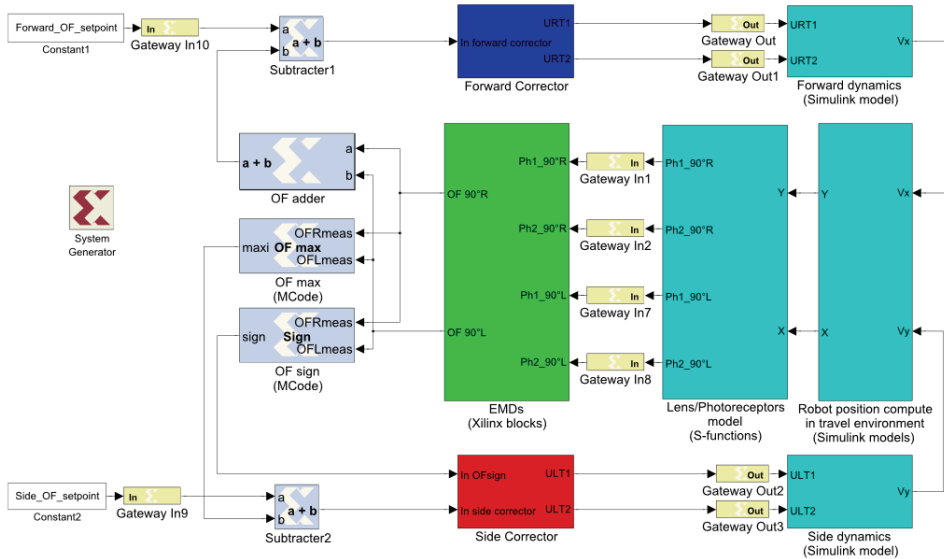 Forward_OF_setpoint
Constant1
In
Gateway In10
a
b
a + b
Subtracter1
In forward corrector
URT1
URT2
Forward Corrector
Out
Gateway Out
Out
Gateway Out1
URT1
URT2
Vx
Forward dynamics
(Simulink model)
a + b
a
b
OF adder
System
Generator
maxi
OF max
OFRmeas
OFLmeas
OF max
(MCode)
sign
Sign
OFRmeas
OFLmeas
OF sign
(MCode)
OF 90°R
OF 90°L
Ph1_90°R
Ph2_90°R
Ph1_90°L
Ph2_90°L
EMDs
(Xilinx blocks)
In
Gateway In1
In
Gateway In2
In
Gateway In7
In
Gateway In8
Ph1_90°R
Ph2_90°R
Ph1_90°L
Ph2_90°L
Y
X
Lens/Photoreceptors
model
(S-functions)
Y
X
Vx
Vy
Robot position compute
in travel environment
(Simulink models)
Side_OF_setpoint
Constant2
In
Gateway In9
a
b
a + b
Subtracter2
In OFsign
In side corrector
ULT1
ULT2
Side Corrector
Out
Gateway Out2
Out
Gateway Out3
ULT1
ULT2
Vy
Side dynamics
(Simulink model)